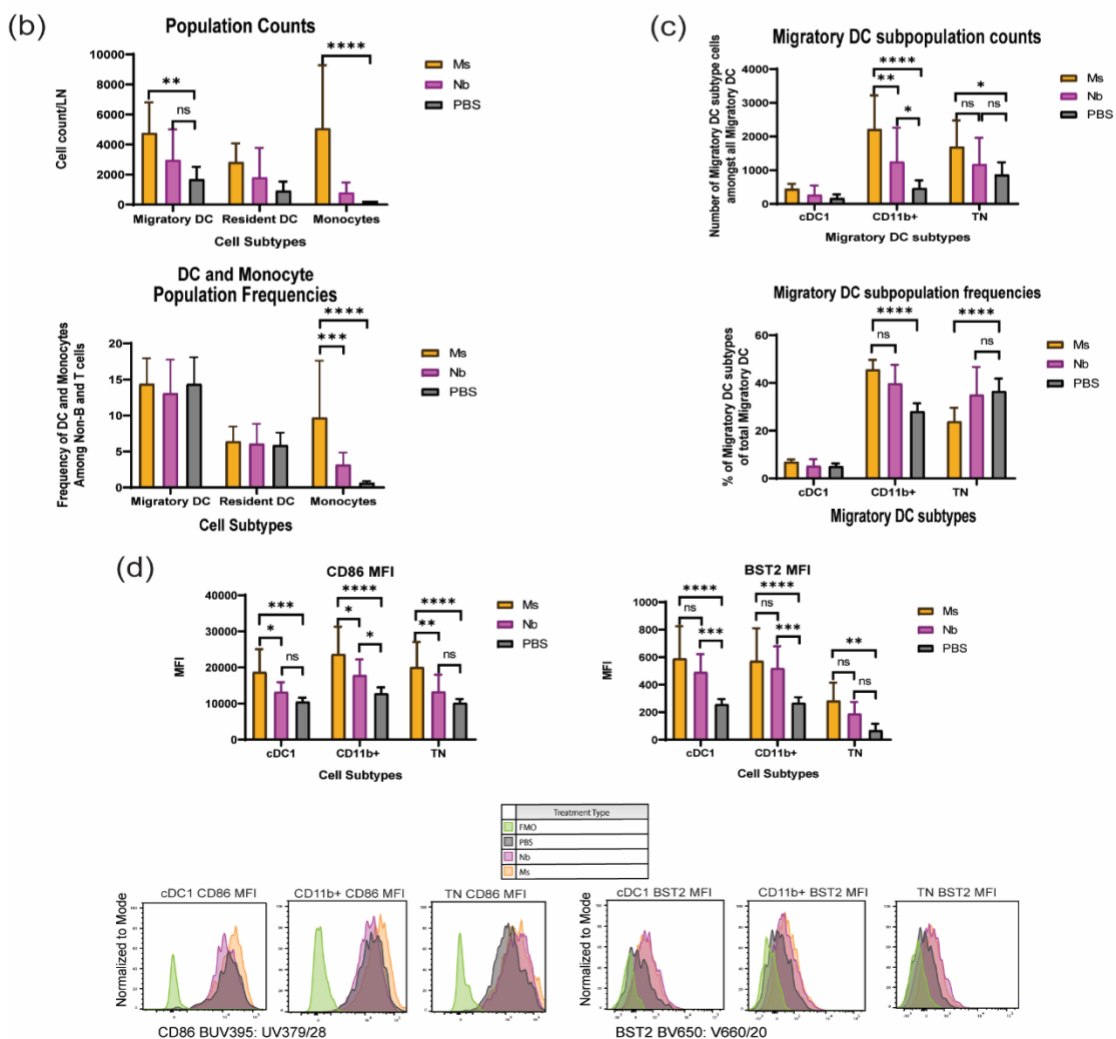 (b)
Population Counts
10000
8000
6000
4000
2000
0
Cell count/LN
**
ns
****
Ms
Nb
PBS
Migratory DC
Resident DC
Monocytes
Cell Subtypes
DC and Monocyte
Population Frequencies
20
15
10
5
0
Frequency of DC and Monocytes
Among Non-B and T cells
****
***
Ms
Nb
PBS
Migratory DC
Resident DC
Monocytes
Cell Subtypes
(c)
Migratory DC subpopulation counts
4000
3000
2000
1000
0
Number of Migratory DC subtype cells
amongst all Migratory DC
****
**
*
*
ns
ns
Ms
Nb
PBS
cDC1
CD11b+
TN
Migratory DC subtypes
Migratory DC subpopulation frequencies
60
40
20
0
% of Migratory DC subtypes
of total Migratory DC
****
ns
****
ns
Ms
Nb
PBS
cDC1
CD11b+
TN
Migratory DC subtypes
(d)
CD86 MFI
40000
30000
20000
10000
0
MFI
***
*
ns
****
*
*
****
**
ns
Ms
Nb
PBS
cDC1
CD11b+
TN
Cell Subtypes
BST2 MFI
1000
800
600
400
200
0
MFI
****
ns
***
****
ns
***
**
ns
ns
Ms
Nb
PBS
cDC1
CD11b+
TN
Cell Subtypes
Treatment Type
FMO
PBS
Nb
Ms
Normalized to Mode
cDC1 CD86 MFI
CD11b+ CD86 MFI
TN CD86 MFI
CD86 BUV395: UV379/28
Normalized to Mode
cDC1 BST2 MFI
CD11b+ BST2 MFI
TN BST2 MFI
BST2 BV650: V660/20